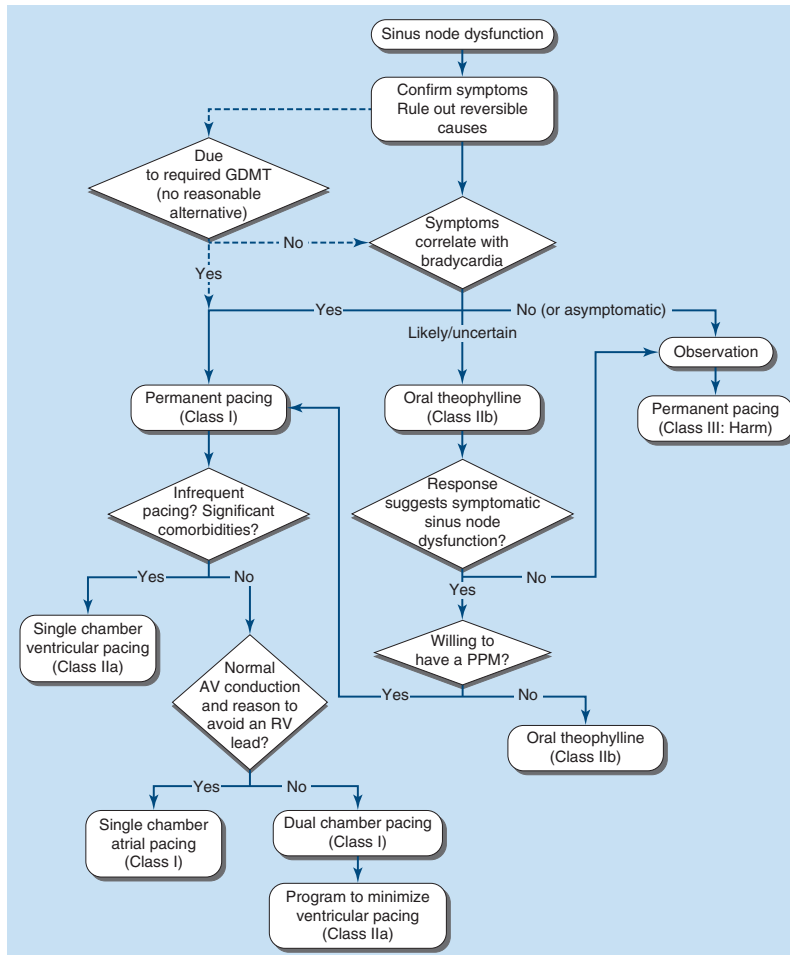 Sinus node dysfunction
Confirm symptoms
Rule out reversible
causes
Due
to required GDMT
(no reasonable
alternative)
Symptoms
correlate with
bradycardia
No
Yes
Yes
No (or asymptomatic)
Likely/uncertain
Observation
Permanent pacing
(Class I)
Oral theophylline
(Class IIb)
Permanent pacing
(Class III: Harm)
Infrequent
pacing? Significant
comorbidities?
Response
suggests symptomatic
sinus node
dysfunction?
Yes
No
No
Yes
Single chamber
ventricular pacing
(Class IIa)
Willing to
have a PPM?
Normal
AV conduction
and reason to
avoid an RV
lead?
Yes
No
Oral theophylline
(Class IIb)
Yes
No
Single chamber
atrial pacing
(Class I)
Dual chamber pacing
(Class I)
Program to minimize
ventricular pacing
(Class IIa)